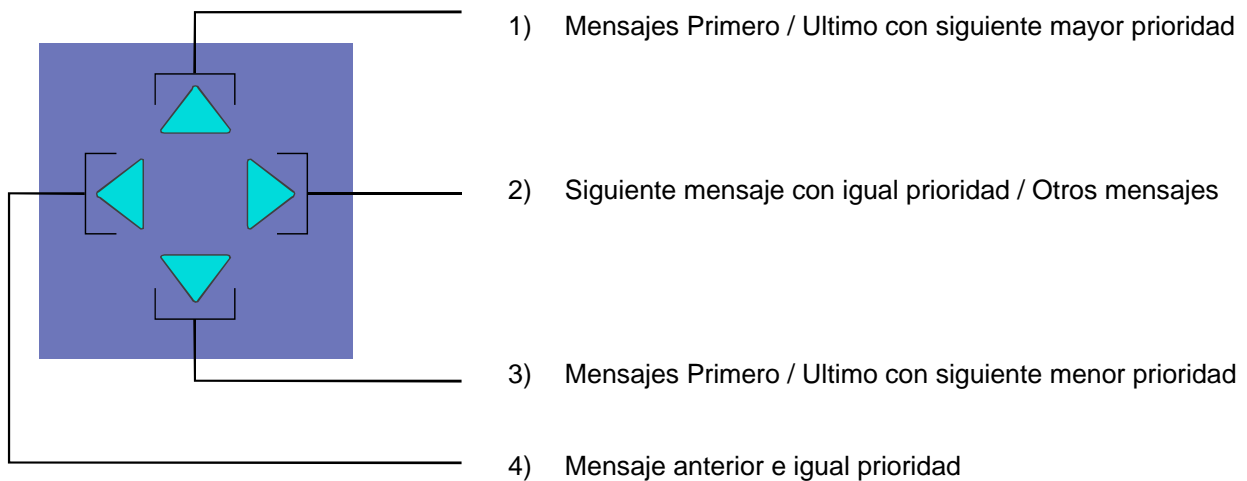 1) Mensajes Primero / Ultimo con siguiente mayor prioridad
2) Siguiente mensaje con igual prioridad / Otros mensajes
3) Mensajes Primero / Ultimo con siguiente menor prioridad
4) Mensaje anterior e igual prioridad